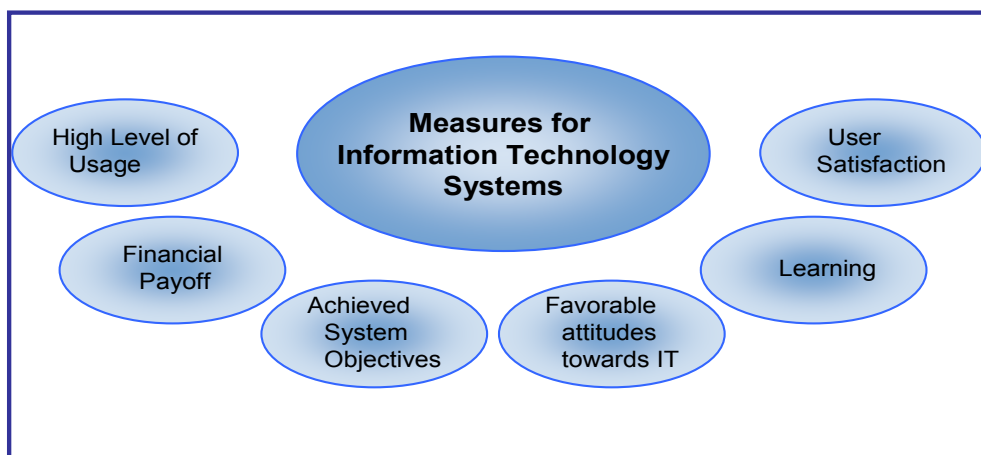 Measures for
Information Technology
Systems
High Level of
Usage
Financial
Payoff
Achieved
System
Objectives
Favorable
attitudes
towards IT
Learning
User
Satisfaction